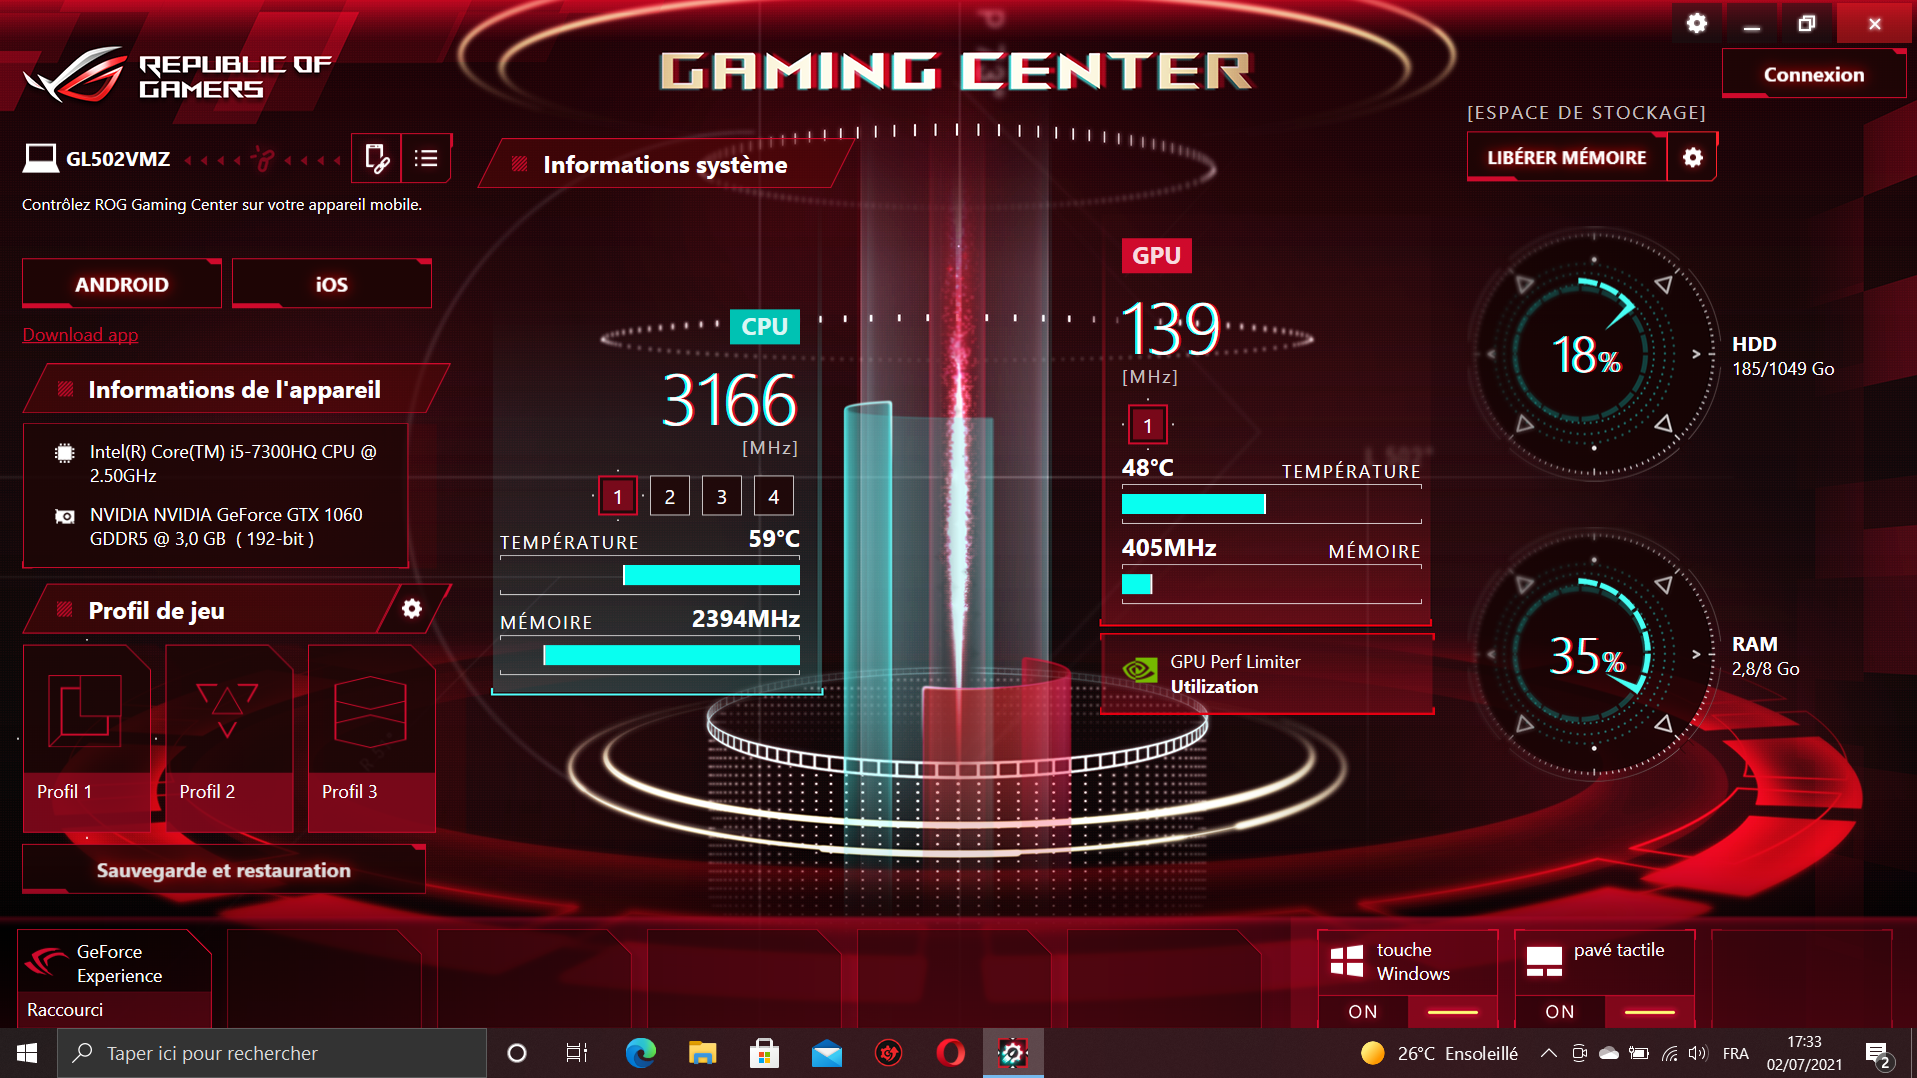 REPUBLIC OF
GAMERS
GAMING CENTER
Connexion
GL502VMZ
Contrôlez ROG Gaming Center sur votre appareil mobile.
ANDROID
iOS
Download app
Informations de l'appareil
Intel(R) Core(TM) i5-7300HQ CPU @
2.50GHz
NVIDIA NVIDIA GeForce GTX 1060
GDDR5 @ 3,0 GB ( 192-bit )
Profil de jeu
Profil 1
Profil 2
Profil 3
Sauvegarde et restauration
Informations système
CPU
3166
[MHz]
1 2 3 4
TEMPÉRATURE 59°C
MÉMOIRE 2394MHz
GPU
139
[MHz]
1
48°C TEMPÉRATURE
405MHz MÉMOIRE
GPU Perf Limiter
Utilization
[ESPACE DE STOCKAGE]
LIBÉRER MÉMOIRE
18%
HDD
185/1049 Go
35%
RAM
2,8/8 Go
GeForce
Experience
Raccourci
touche
Windows
ON
pavé tactile
ON
Taper ici pour rechercher
26°C Ensoleillé
FRA
17:33
02/07/2021
2